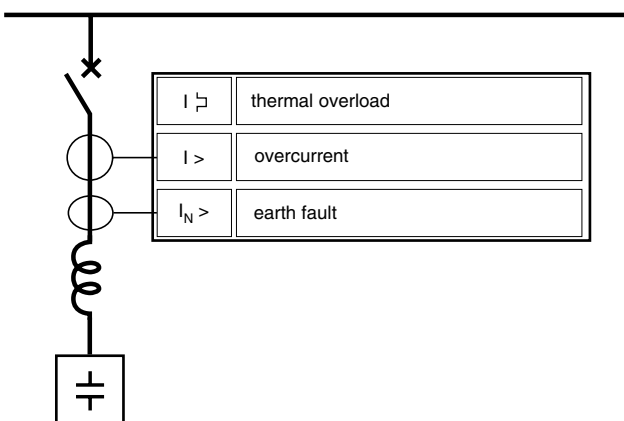 I thermal overload
I > overcurrent
I_N > earth fault